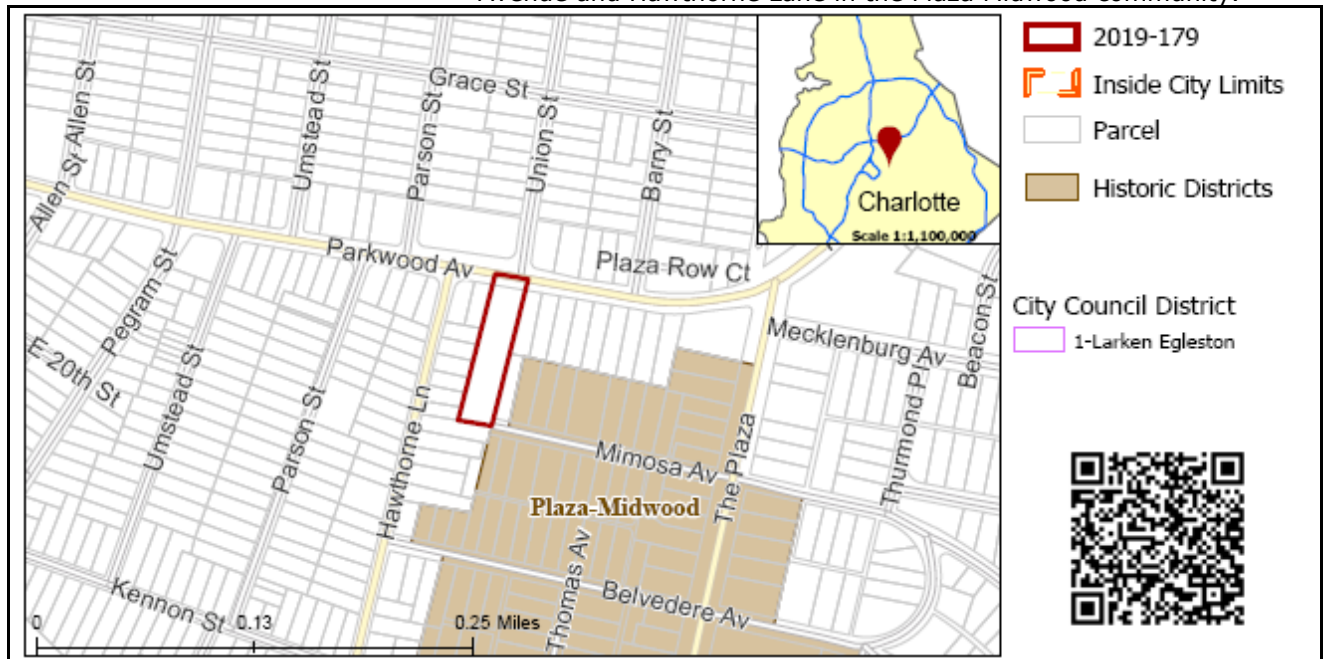 Avenue and Hawthorne Lane in the Plaza Midwood community.
2019-179
Inside City Limits
Parcel
Historic Districts
City Council District
1-Larken Egleston
Charlotte
Scale 1:1,100,000
Grace St
Allen St
Allen St
Umstead St
Parson St
Union St
Barry St
Parkwood Av
Plaza Row Ct
Pegram St
E 20th St
Umstead St
Parson St
Hawthorne Ln
Mecklenburg Av
Beacon St
Thurmond Pl
The Plaza
Mimosa Av
Plaza-Midwood
Thomas Av
Belvedere Av
Kennon St
0
0.13
0.25 Miles